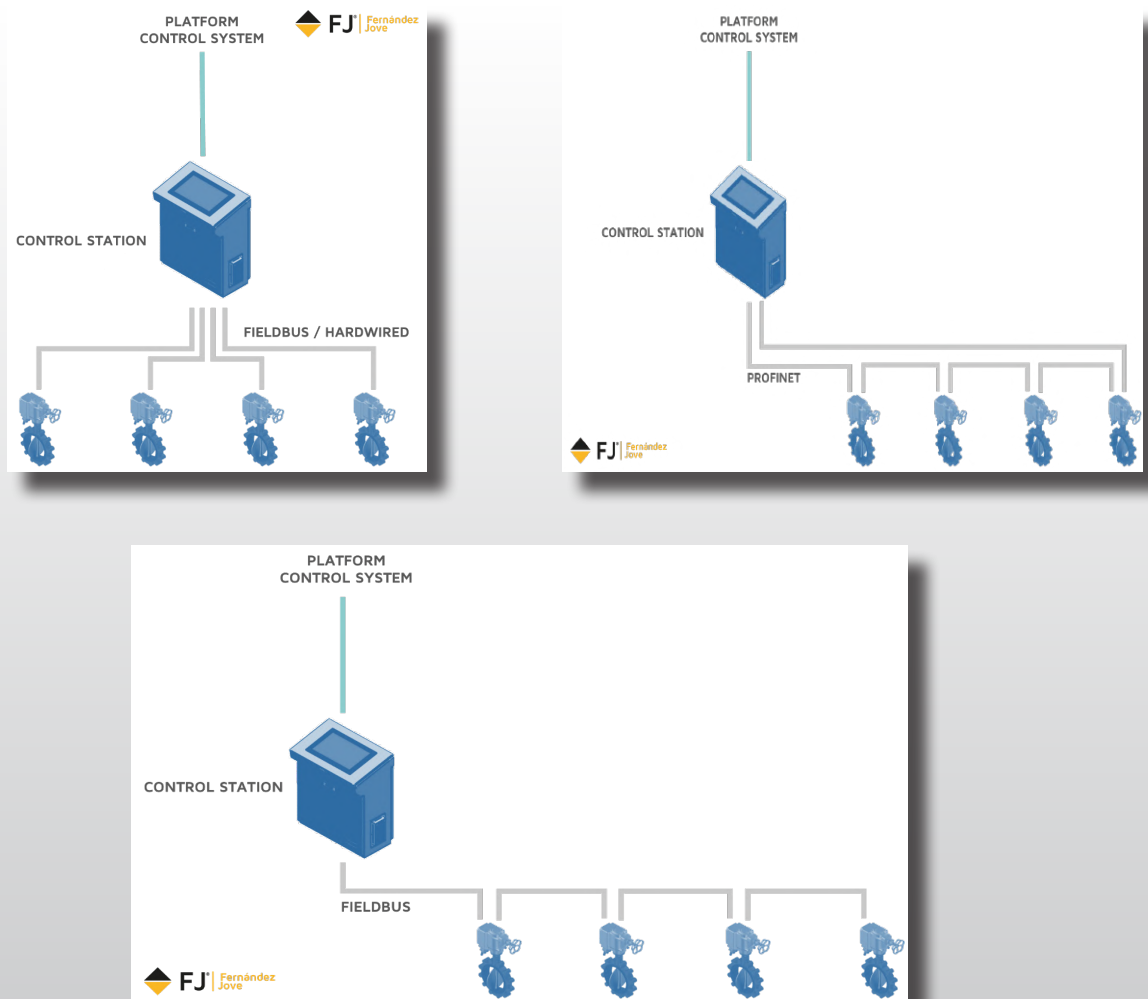 PLATFORM
CONTROL SYSTEM
FJ® Fernández
Jove
CONTROL STATION
FIELDBUS / HARDWIRED
PLATFORM
CONTROL SYSTEM
CONTROL STATION
PROFINET
FJ® Fernández
Jove
PLATFORM
CONTROL SYSTEM
CONTROL STATION
FIELDBUS
FJ® Fernández
Jove